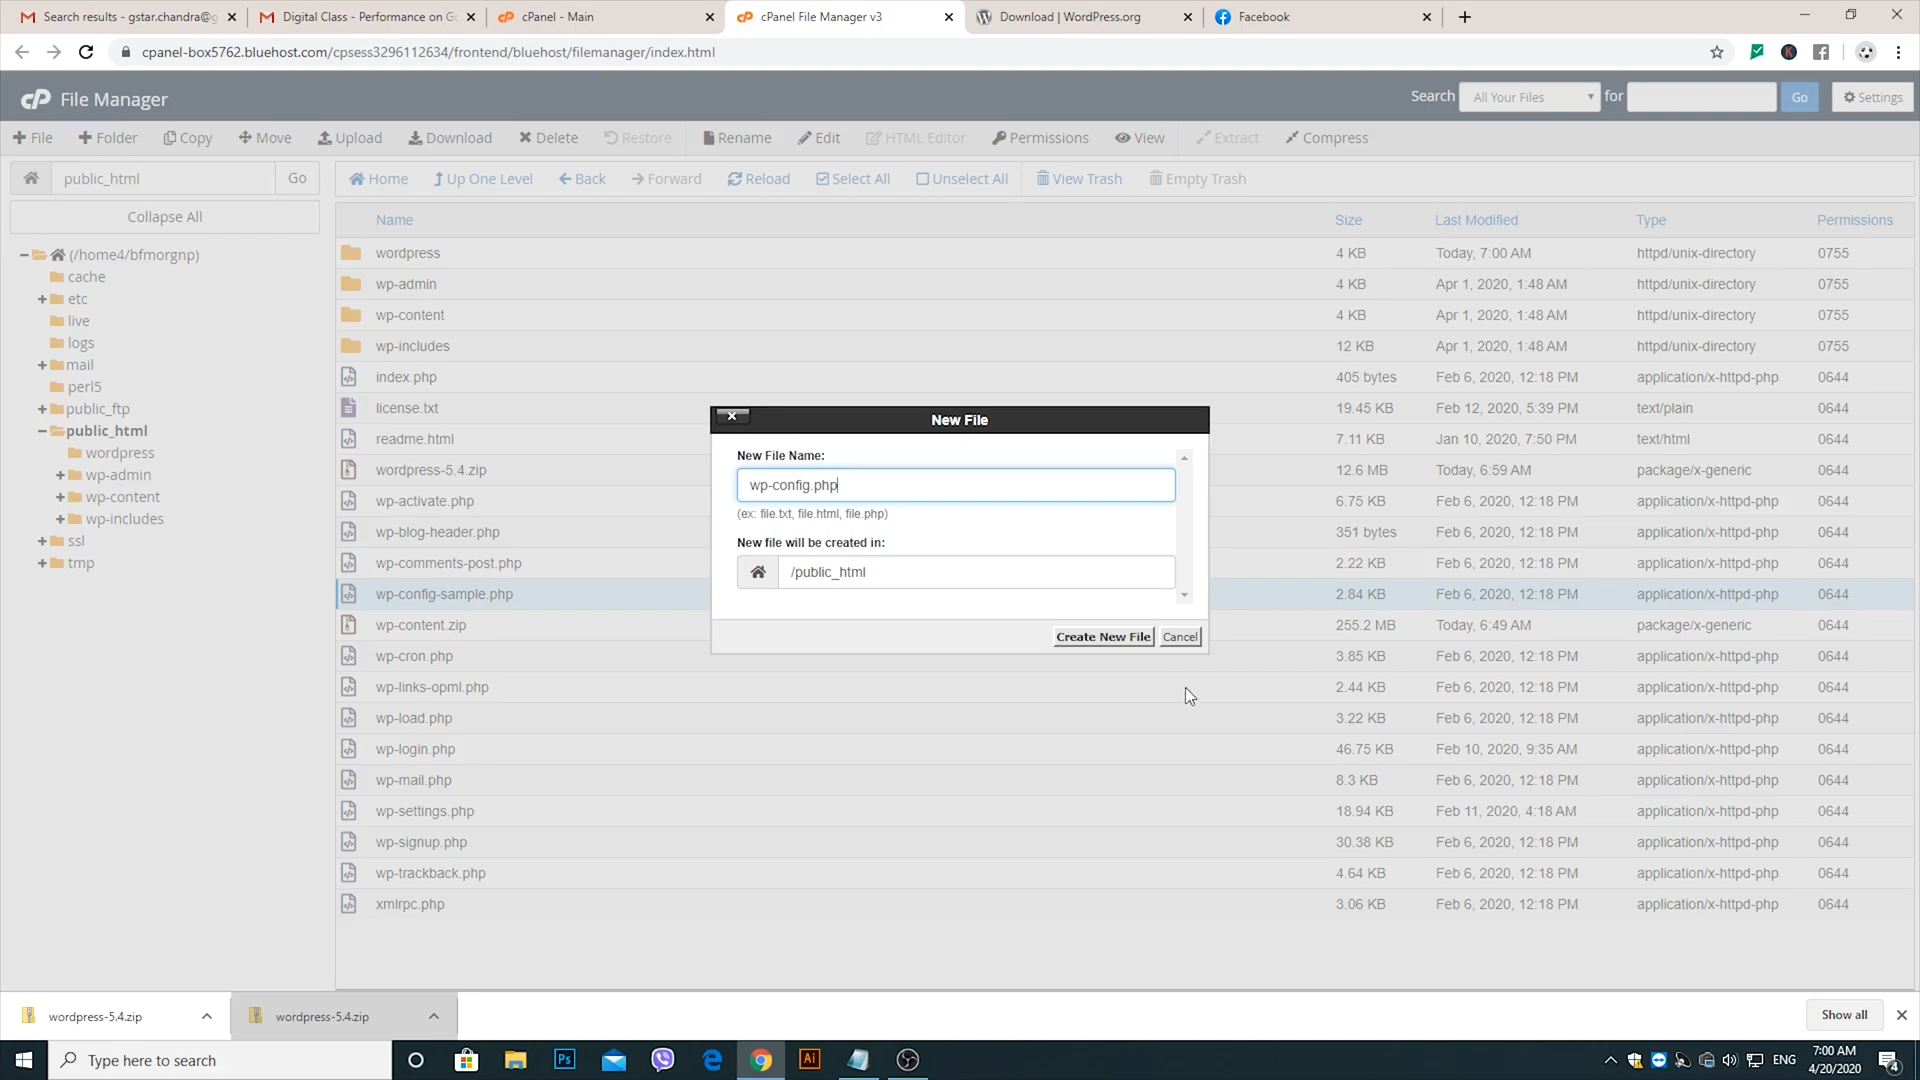 Search results - gstar.chandra@g
Digital Class - Performance on Go
cPanel - Main
cPanel File Manager v3
Download | WordPress.org
Facebook
cpanel-box5762.bluehost.com/cpsess3296112634/frontend/bluehost/filemanager/index.html
cP File Manager
Search All Your Files for Go Settings
File Folder Copy Move Upload Download Delete Restore Rename Edit HTML Editor Permissions View Extract Compress
public_html Go
Home Up One Level Back Forward Reload Select All Unselect All View Trash Empty Trash
Collapse All
(/home4/bfmorgnp)
cache
etc
live
logs
mail
perl5
public_ftp
public_html
wordpress
wp-admin
wp-content
wp-includes
ssl
tmp
Name Size Last Modified Type Permissions
wordpress 4 KB Today, 7:00 AM httpd/unix-directory 0755
wp-admin 4 KB Apr 1, 2020, 1:48 AM httpd/unix-directory 0755
wp-content 4 KB Apr 1, 2020, 1:48 AM httpd/unix-directory 0755
wp-includes 12 KB Apr 1, 2020, 1:48 AM httpd/unix-directory 0755
index.php 405 bytes Feb 6, 2020, 12:18 PM application/x-httpd-php 0644
license.txt 19.45 KB Feb 12, 2020, 5:39 PM text/plain 0644
readme.html 7.11 KB Jan 10, 2020, 7:50 PM text/html 0644
wordpress-5.4.zip 12.6 MB Today, 6:59 AM package/x-generic 0644
wp-activate.php 6.75 KB Feb 6, 2020, 12:18 PM application/x-httpd-php 0644
wp-blog-header.php 351 bytes Feb 6, 2020, 12:18 PM application/x-httpd-php 0644
wp-comments-post.php 2.22 KB Feb 6, 2020, 12:18 PM application/x-httpd-php 0644
wp-config-sample.php 2.84 KB Feb 6, 2020, 12:18 PM application/x-httpd-php 0644
wp-content.zip 255.2 MB Today, 6:49 AM package/x-generic 0644
wp-cron.php 3.85 KB Feb 6, 2020, 12:18 PM application/x-httpd-php 0644
wp-links-opml.php 2.44 KB Feb 6, 2020, 12:18 PM application/x-httpd-php 0644
wp-load.php 3.22 KB Feb 6, 2020, 12:18 PM application/x-httpd-php 0644
wp-login.php 46.75 KB Feb 10, 2020, 9:35 AM application/x-httpd-php 0644
wp-mail.php 8.3 KB Feb 6, 2020, 12:18 PM application/x-httpd-php 0644
wp-settings.php 18.94 KB Feb 11, 2020, 4:18 AM application/x-httpd-php 0644
wp-signup.php 30.38 KB Feb 6, 2020, 12:18 PM application/x-httpd-php 0644
wp-trackback.php 4.64 KB Feb 6, 2020, 12:18 PM application/x-httpd-php 0644
xmlrpc.php 3.06 KB Feb 6, 2020, 12:18 PM application/x-httpd-php 0644
New File
New File Name:
wp-config.php
(ex: file.txt, file.html, file.php)
New file will be created in:
/public_html
Create New File Cancel
wordpress-5.4.zip wordpress-5.4.zip Show all
Type here to search
Ps
Ai
ENG
7:00 AM
4/20/2020
4